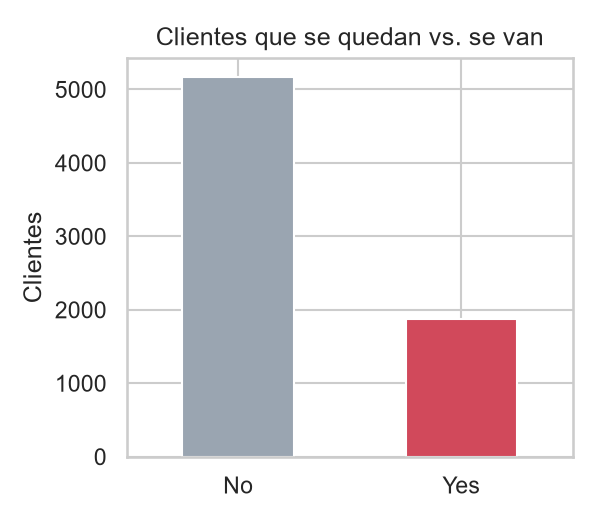 Clientes que se quedan vs. se van
Clientes
5000
4000
3000
2000
1000
0
No
Yes